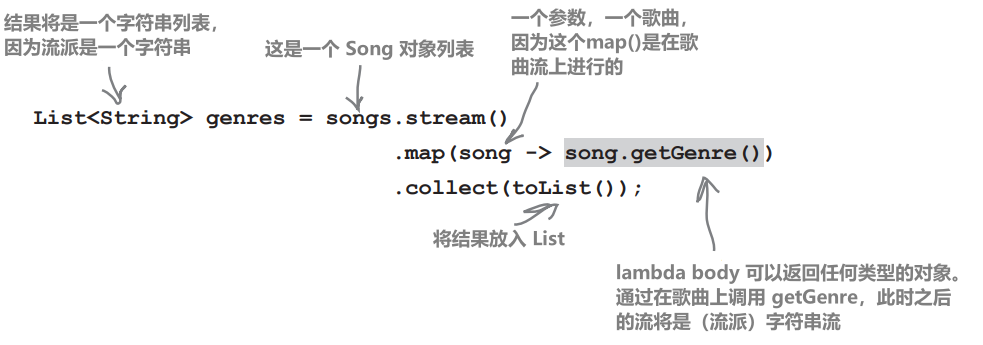 结果将是一个字符串列表，
因为流派是一个字符串
这是一个 Song 对象列表
一个参数，一个歌曲，
因为这个map()是在歌
曲流上进行的
List<String> genres = songs.stream()
.map(song -> song.getGenre())
.collect(toList());
将结果放入 List
lambda body 可以返回任何类型的对象。
通过在歌曲上调用 getGenre，此时之后
的流将是（流派）字符串流